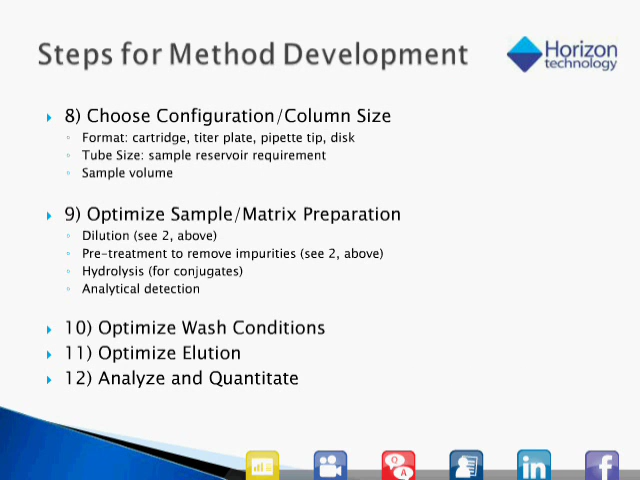 Steps for Method Development
Horizon
technology
8) Choose Configuration/Column Size
Format: cartridge, titer plate, pipette tip, disk
Tube Size: sample reservoir requirement
Sample volume
9) Optimize Sample/Matrix Preparation
Dilution (see 2, above)
Pre-treatment to remove impurities (see 2, above)
Hydrolysis (for conjugates)
Analytical detection
10) Optimize Wash Conditions
11) Optimize Elution
12) Analyze and Quantitate
Q
A
in
f